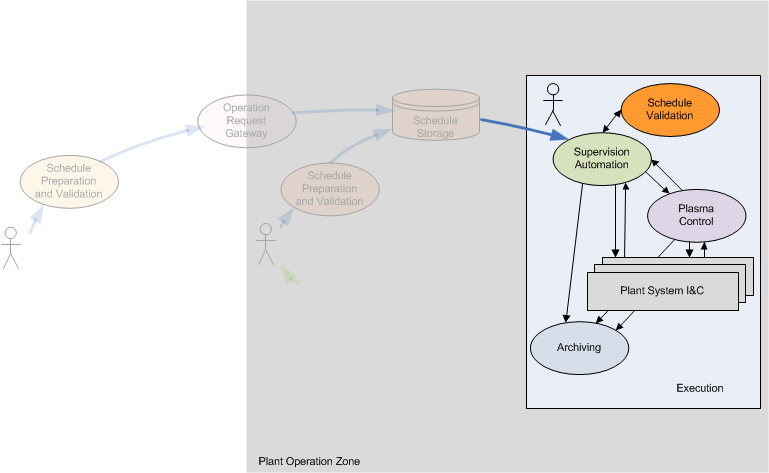 Schedule
Preparation
and Validation
Operation
Request
Gateway
Schedule
Storage
Schedule
Preparation
and Validation
Schedule
Validation
Supervision
Automation
Plasma
Control
Plant System I&C
Archiving
Execution
Plant Operation Zone